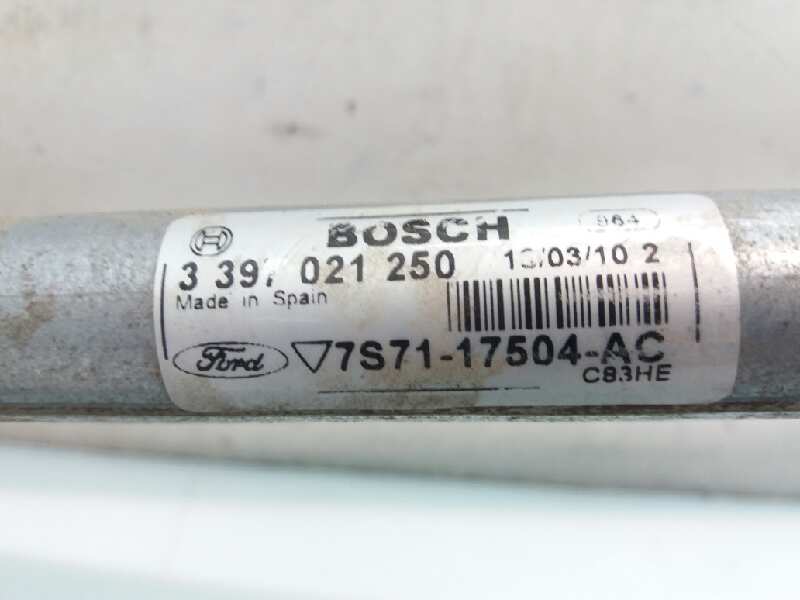 BOSCH 964
3 397 021 250 13/03/10 2
Made in Spain
Ford 7S71-17504-AC
C83HE